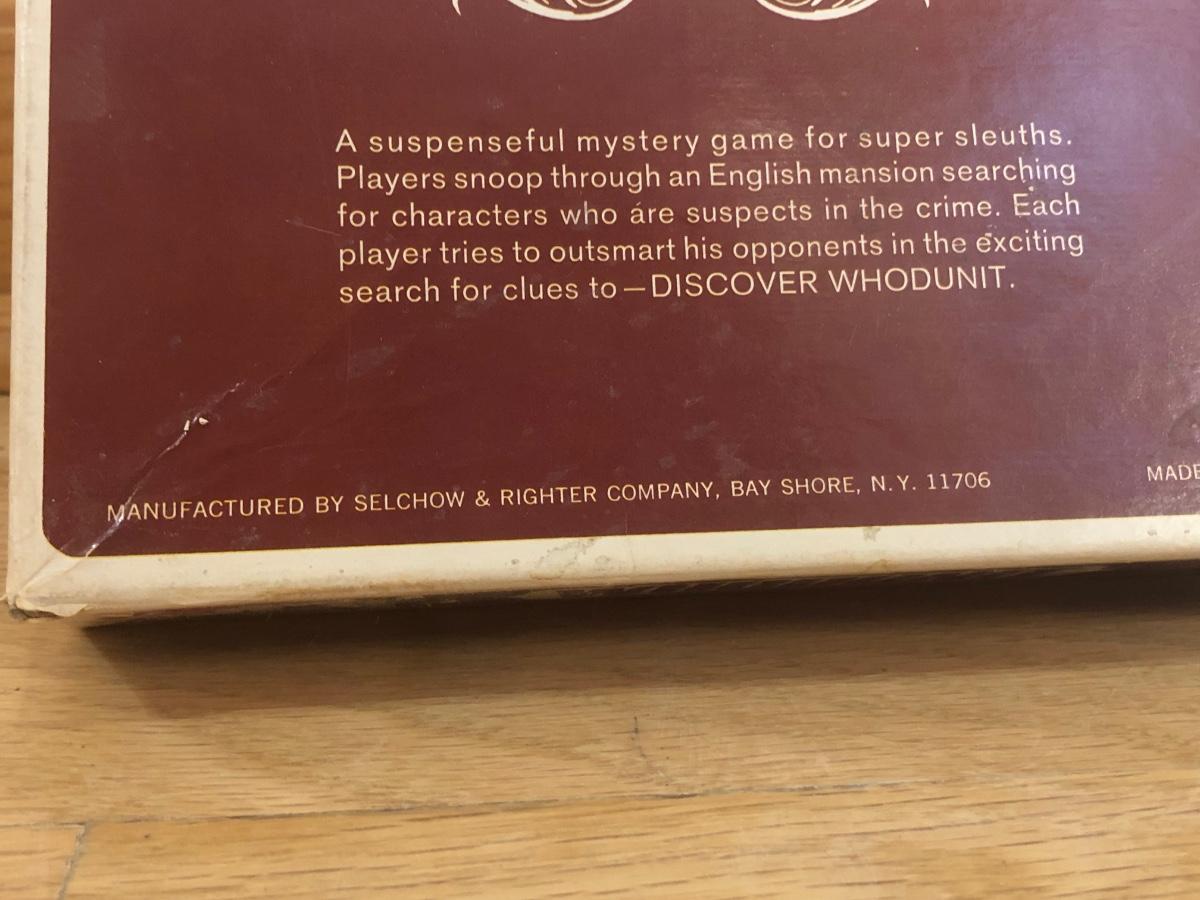 A suspenseful mystery game for super sleuths.
Players snoop through an English mansion searching
for characters who are suspects in the crime. Each
player tries to outsmart his opponents in the exciting
search for clues to — DISCOVER WHODUNIT.
MANUFACTURED BY SELCHOW & RIGHTER COMPANY, BAY SHORE, N.Y. 11706
MADE